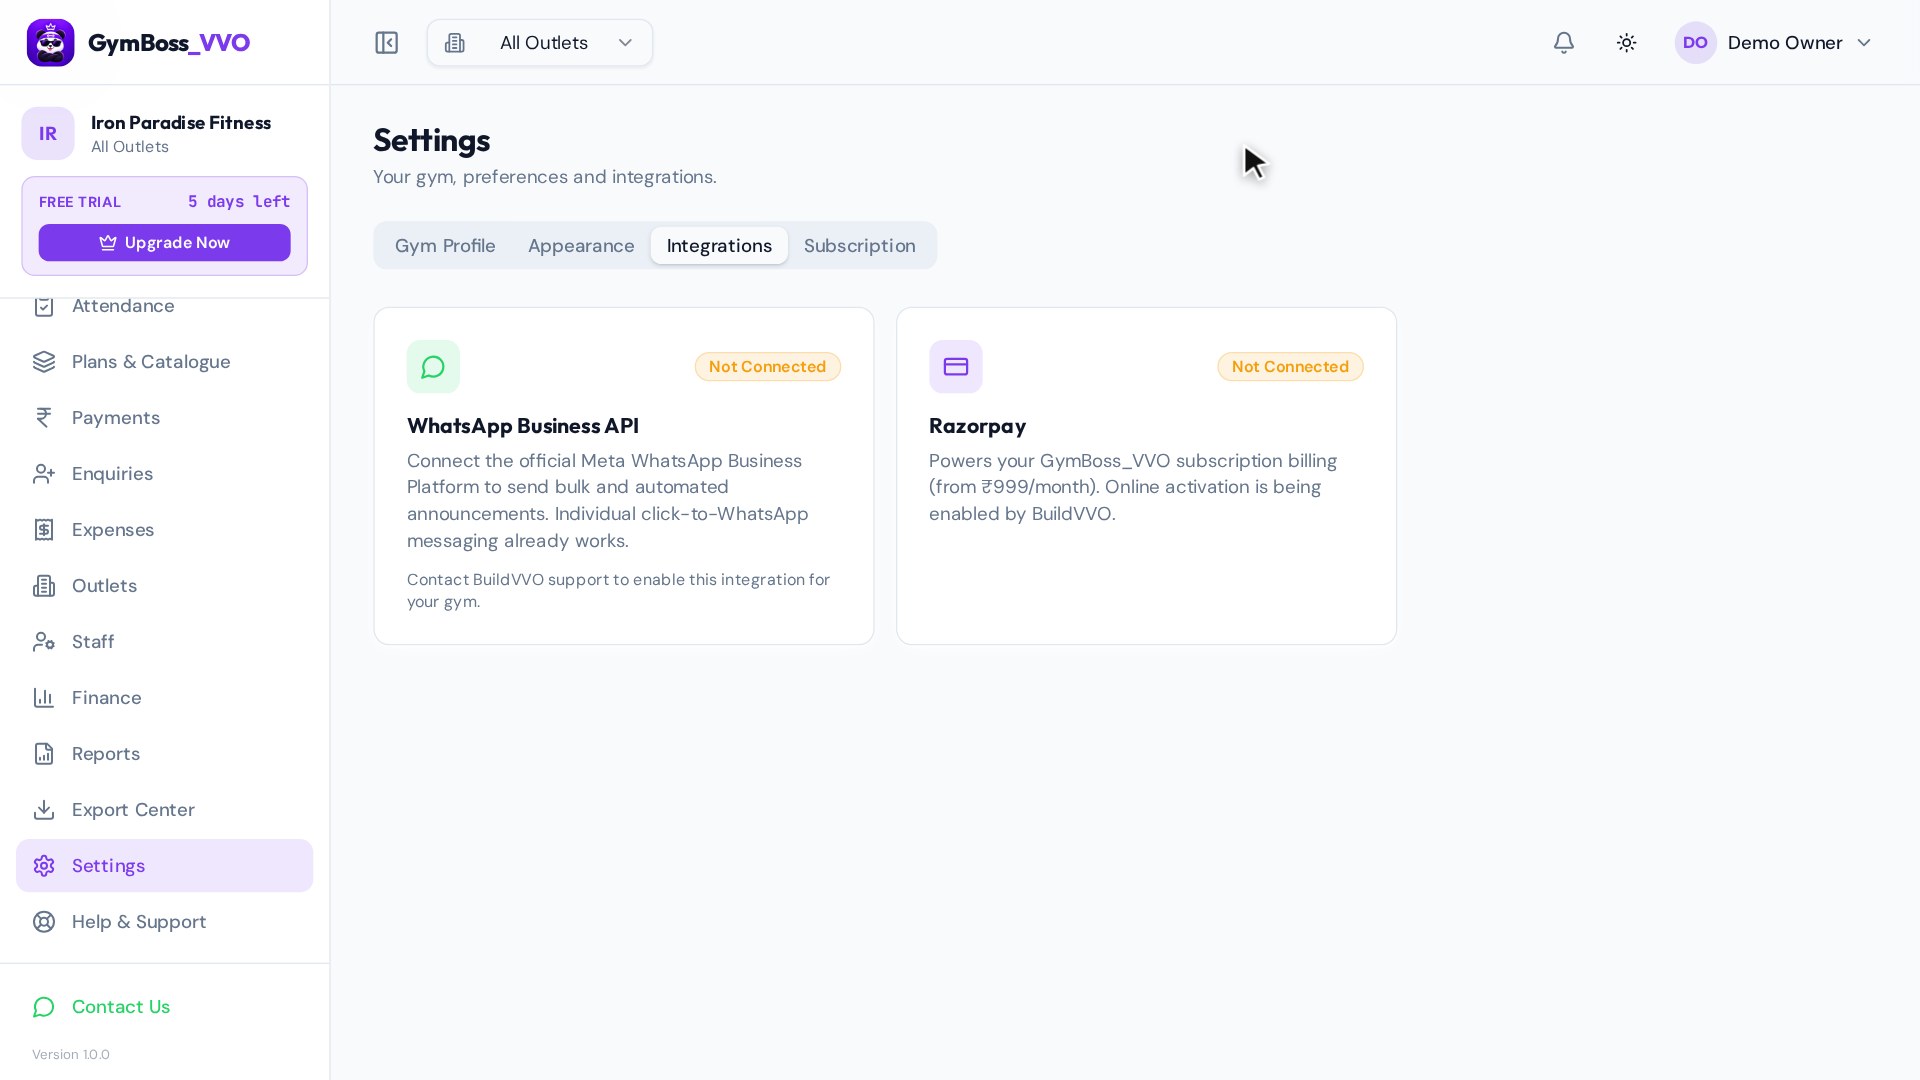 GymBoss_VVO
All Outlets
DO
Demo Owner
IR
Iron Paradise Fitness
All Outlets
FREE TRIAL
5 days left
Upgrade Now
Attendance
Plans & Catalogue
Payments
Enquiries
Expenses
Outlets
Staff
Finance
Reports
Export Center
Settings
Help & Support
Contact Us
Version 1.0.0
Settings
Your gym, preferences and integrations.
Gym Profile
Appearance
Integrations
Subscription
Not Connected
WhatsApp Business API
Connect the official Meta WhatsApp Business
Platform to send bulk and automated
announcements. Individual click-to-WhatsApp
messaging already works.
Contact BuildVVO support to enable this integration for
your gym.
Not Connected
Razorpay
Powers your GymBoss_VVO subscription billing
(from ₹999/month). Online activation is being
enabled by BuildVVO.